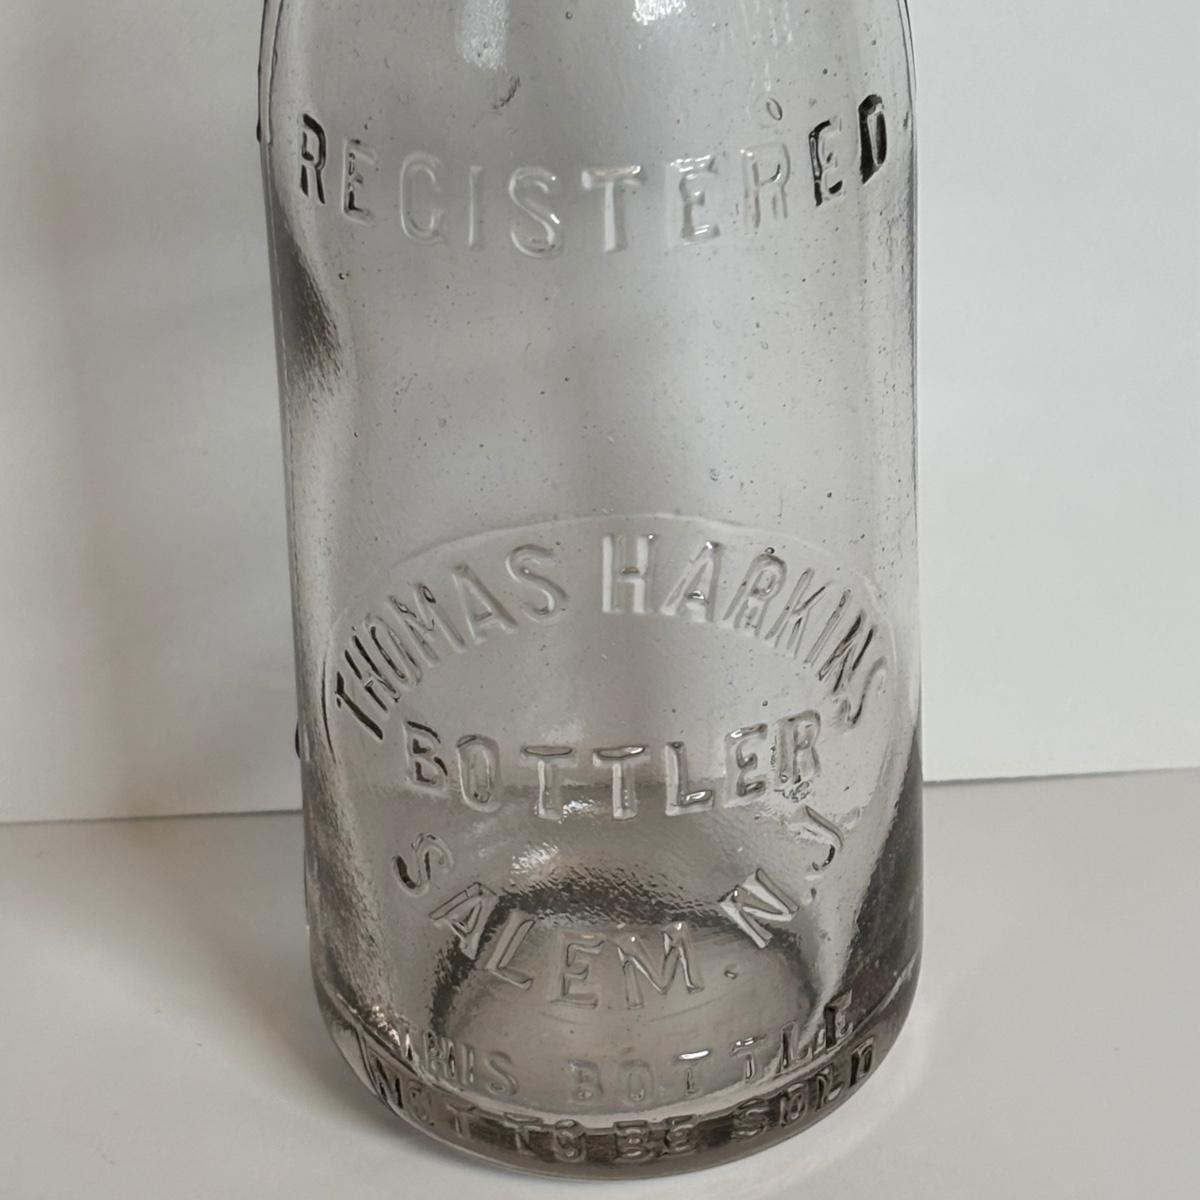 REGISTERED
THOMAS HARKINS
BOTTLER
SALEM. N.J
THIS BOTTLE
NOT TO BE SOLD